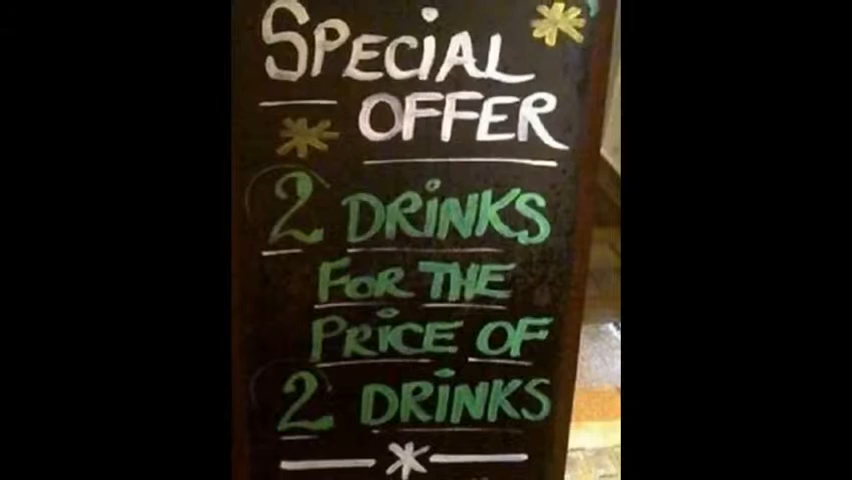 SPECIAL
OFFER
2 DRINKS
FOR THE
PRICE OF
2 DRINKS